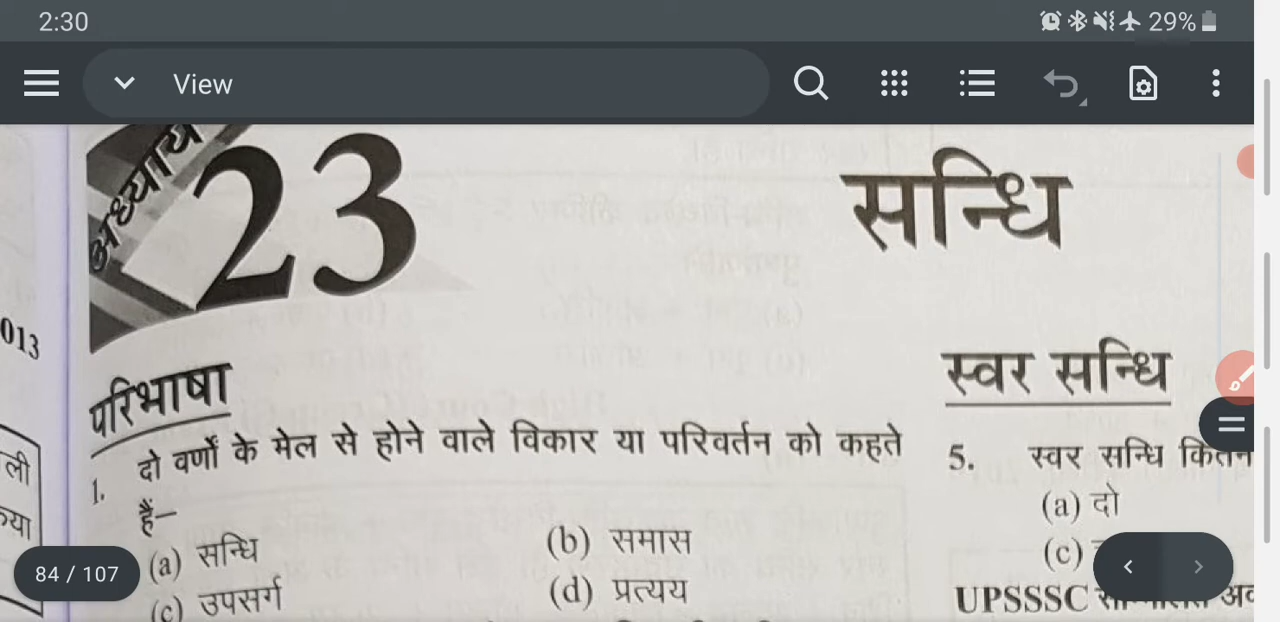 2:30
29%
View
अध्याय
23
सन्धि
013
ली
परिभाषा
1. दो वर्णों के मेल से होने वाले विकार या परिवर्तन को कहते
हैं–
(a) सन्धि (b) समास
(c) उपसर्ग (d) प्रत्यय
स्वर सन्धि
5. स्वर सन्धि
(a) दो
(c)
UPSSSC
84 / 107